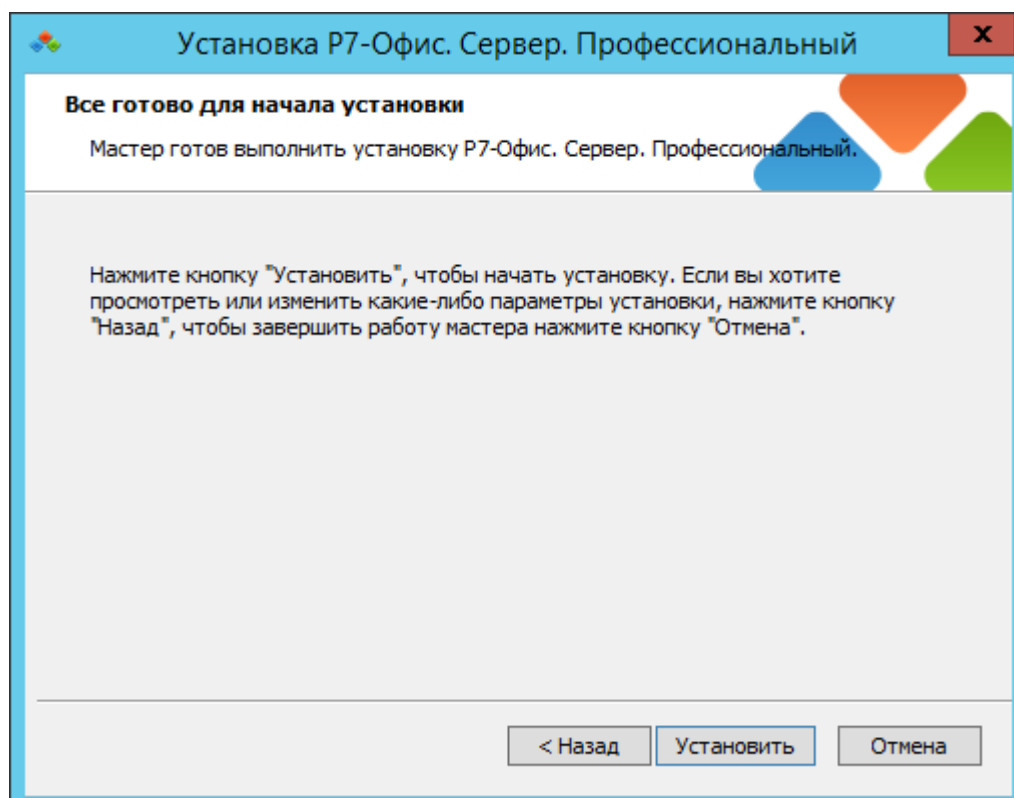 Установка Р7-Офис. Сервер. Профессиональный
x
Все готово для начала установки
Мастер готов выполнить установку Р7-Офис. Сервер. Профессиональный.
Нажмите кнопку "Установить", чтобы начать установку. Если вы хотите
просмотреть или изменить какие-либо параметры установки, нажмите кнопку
"Назад", чтобы завершить работу мастера нажмите кнопку "Отмена".
< Назад Установить Отмена